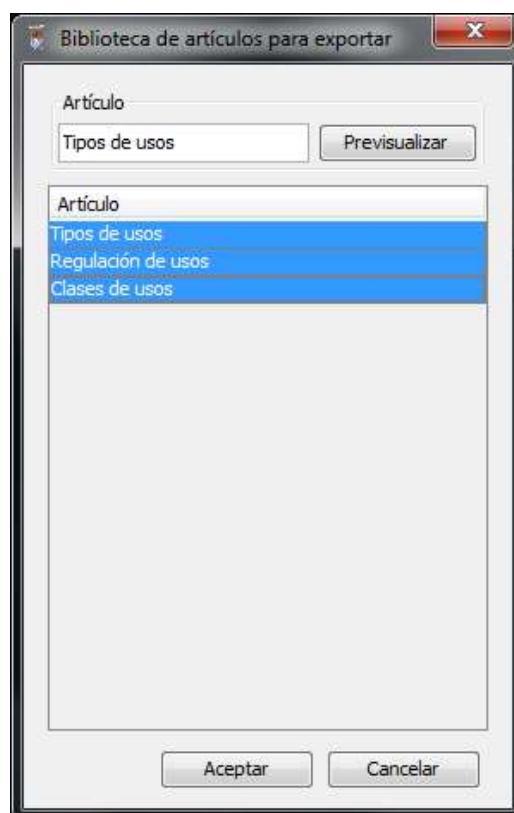 Biblioteca de artículos para exportar
Artículo
Tipos de usos Previsualizar
Artículo
Tipos de usos
Regulación de usos
Clases de usos
Aceptar Cancelar